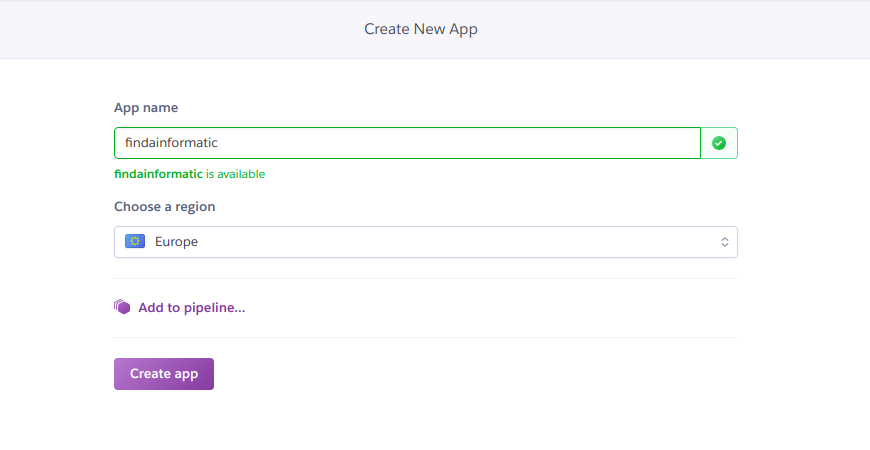 Create New App
App name
findainformatic
findainformatic is available
Choose a region
Europe
Add to pipeline...
Create app